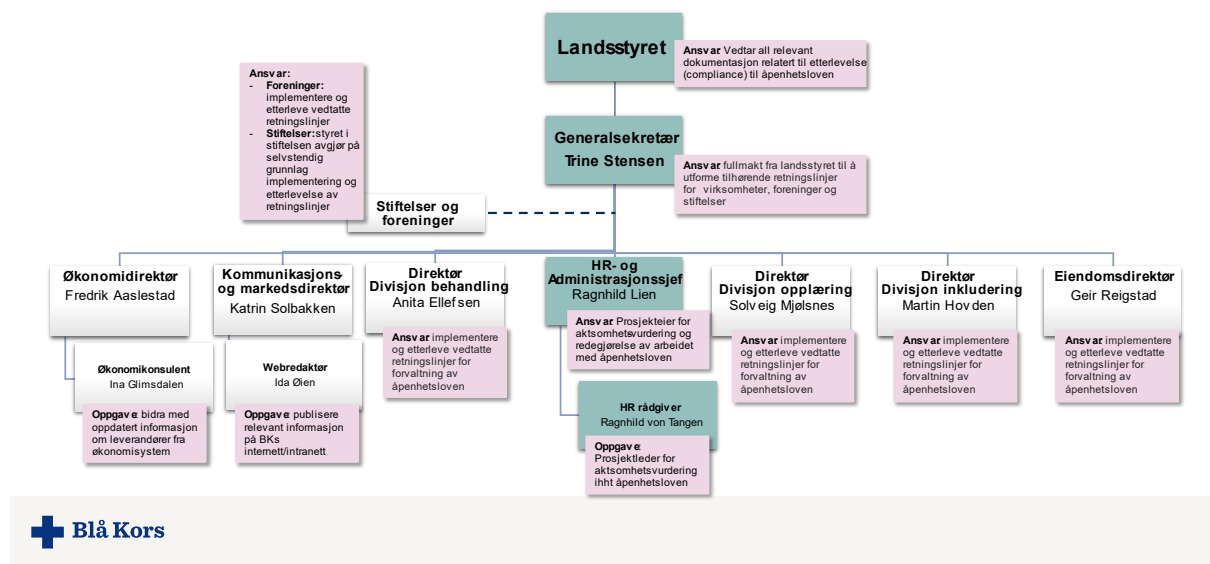 Landsstyret
Ansvar: Vedtar all relevant
dokumentasjon relatert til etterlevelse
(compliance) til åpenhetsloven
Ansvar:
- Foreninger:
implementere og
etterleve vedtatte
retningslinjer
- Stiftelser: styret i
stiftelsen avgjør på
selvstendig
grunnlag
implementering og
etterlevelse av
retningslinjer
Generalsekretær
Trine Stensen
Ansvar: fullmakt fra landsstyret til å
utforme tilhørende retningslinjer
for virksomheter, foreninger og
stiftelser
Stiftelser og
foreninger
Økonomidirektør
Fredrik Aaslestad
Kommunikasjons-
og markedsdirektør
Katrin Solbakken
Direktør
Divisjon behandling
Anita Ellefsen
HR- og
Administrasjonssjef
Ragnhild Lien
Direktør
Divisjon opplæring
Solveig Mjølsnes
Direktør
Divisjon inkludering
Martin Hovden
Eiendomsdirektør
Geir Reigstad
Ansvar: implementere
og etterleve vedtatte
retningslinjer for
forvaltning av
åpenhetsloven
Ansvar: Prosjekteier for
aktsomhetsvurdering og
redegjørelse av arbeidet
med åpenhetsloven
Ansvar: implementere
og etterleve vedtatte
retningslinjer for
forvaltning av
åpenhetsloven
Ansvar: implementere
og etterleve vedtatte
retningslinjer for
forvaltning av
åpenhetsloven
Ansvar: implementere
og etterleve vedtatte
retningslinjer for
forvaltning av
åpenhetsloven
Økonomikonsulent
Ina Glimsdalen
Webredaktør
Ida Øien
HR rådgiver
Ragnhild von Tangen
Oppgave: bidra med
oppdatert informasjon
om leverandører fra
økonomisystem
Oppgave: publisere
relevant informasjon
på BKs
internett/intranett
Oppgave:
Prosjektleder for
aktsomhetsvurdering
ihht åpenhetsloven
Blå Kors